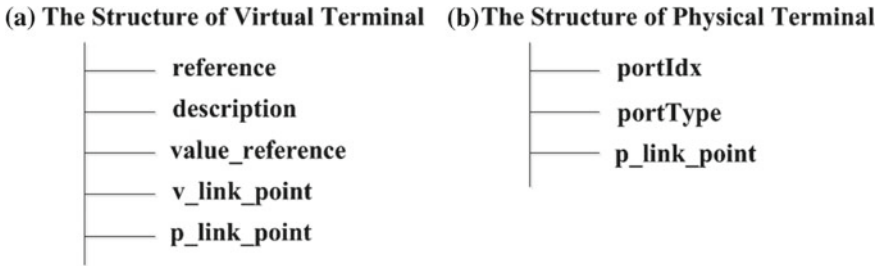 (a) The Structure of Virtual Terminal
reference
description
value_reference
v_link_point
p_link_point
(b)The Structure of Physical Terminal
portIdx
portType
p_link_point